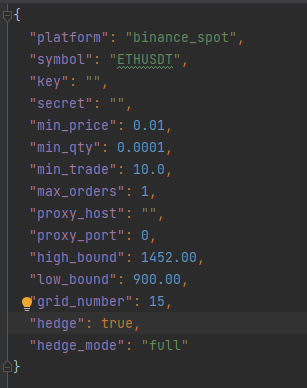 {
"platform": "binance_spot",
"symbol": "ETHUSDT",
"key": "",
"secret": "",
"min_price": 0.01,
"min_qty": 0.0001,
"min_trade": 10.0,
"max_orders": 1,
"proxy_host": "",
"proxy_port": 0,
"high_bound": 1452.00,
"low_bound": 900.00,
"grid_number": 15,
"hedge": true,
"hedge_mode": "full"
}